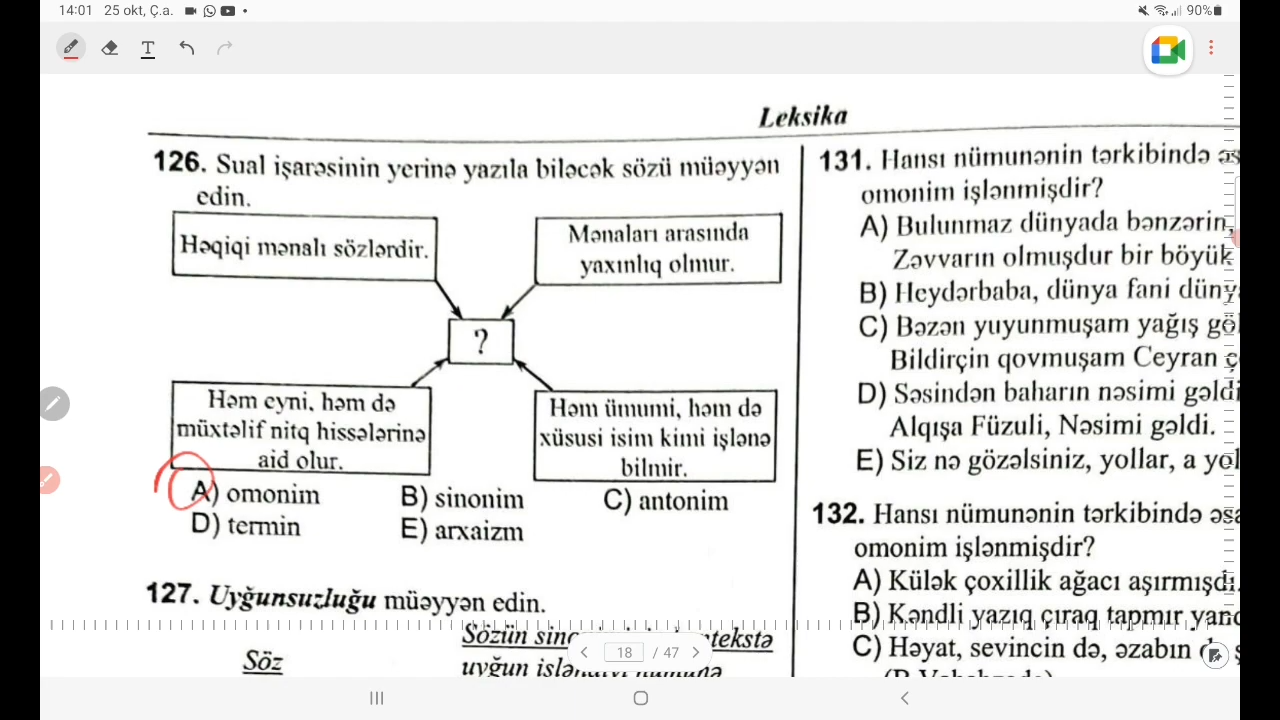 14:01 25 okt, Ç.a.
90%
T
Leksika
126. Sual işarəsinin yerinə yazıla biləcək sözü müəyyən
edin.
Həqiqi mənalı sözlərdir.
Mənaları arasında
yaxınlıq olmur.
?
Həm eyni, həm də
müxtəlif nitq hissələrinə
aid olur.
Həm ümumi, həm də
xüsusi isim kimi işlənə
bilmir.
A) omonim B) sinonim C) antonim
D) termin E) arxaizm
127. Uyğunsuzluğu müəyyən edin.
Söz
Sözün
uyğun
18 / 47
131. Hansı nümunənin tərkibində
omonim işlənmişdir?
A) Bulunmaz dünyada bənzərin,
Zəvvarın olmuşdur bir böyük
B) Heydərbaba, dünya fani
C) Bəzən yuyunmuşam yağış
Bildirçin qovmuşam Ceyran
D) Səsindən baharın nəsimi gəldi
Alqışa Füzuli, Nəsimi gəldi.
E) Siz nə gözəlsiniz, yollar, a
132. Hansı nümunənin tərkibində
omonim işlənmişdir?
A) Külək çoxillik ağacı aşırmışdı.
B) Kəndli yazıq çıraq tapmır
C) Həyat, sevincin də, əzabın